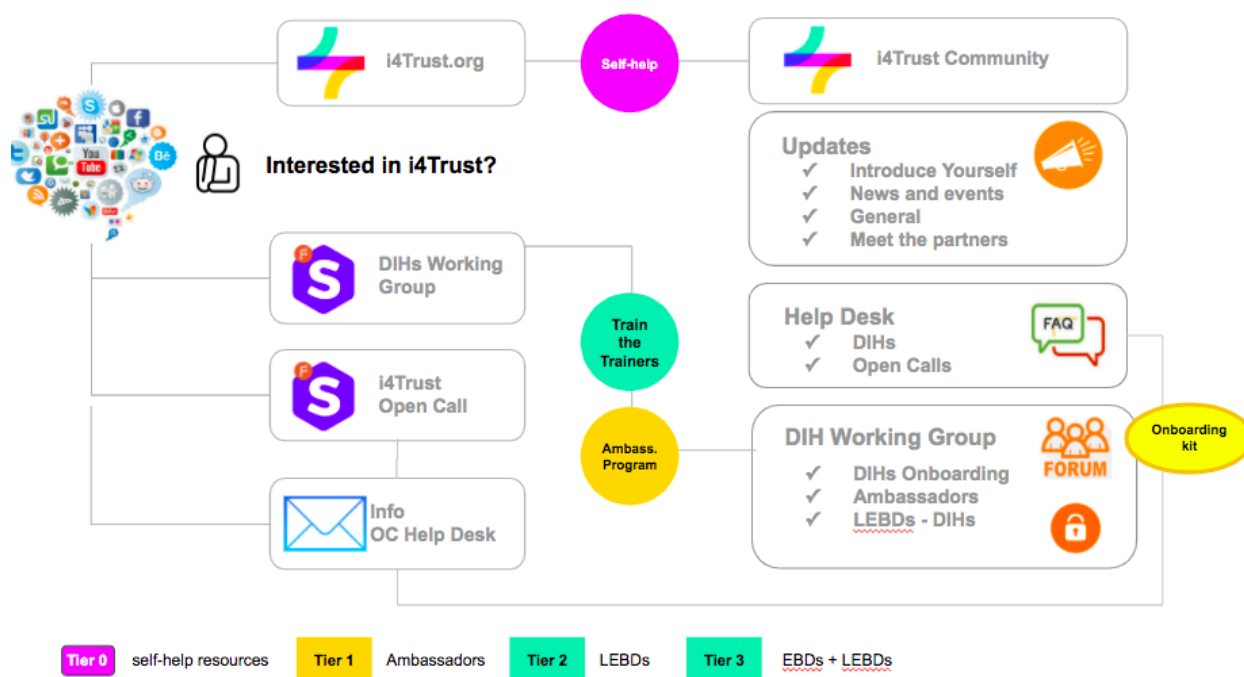 i4Trust.org
Self-help
i4Trust Community
You
Tube
Bē
Interested in i4Trust?
Updates
✓ Introduce Yourself
✓ News and events
✓ General
✓ Meet the partners
F
S
DIHs Working
Group
Train
the
Trainers
Help Desk
✓ DIHs
✓ Open Calls
FAQ
F
S
i4Trust
Open Call
Ambass.
Program
DIH Working Group
✓ DIHs Onboarding
✓ Ambassadors
✓ LEBDs - DIHs
FORUM
Onboarding
kit
Info
OC Help Desk
Tier 0 self-help resources Tier 1 Ambassadors Tier 2 LEBDs Tier 3 EBDs + LEBDs